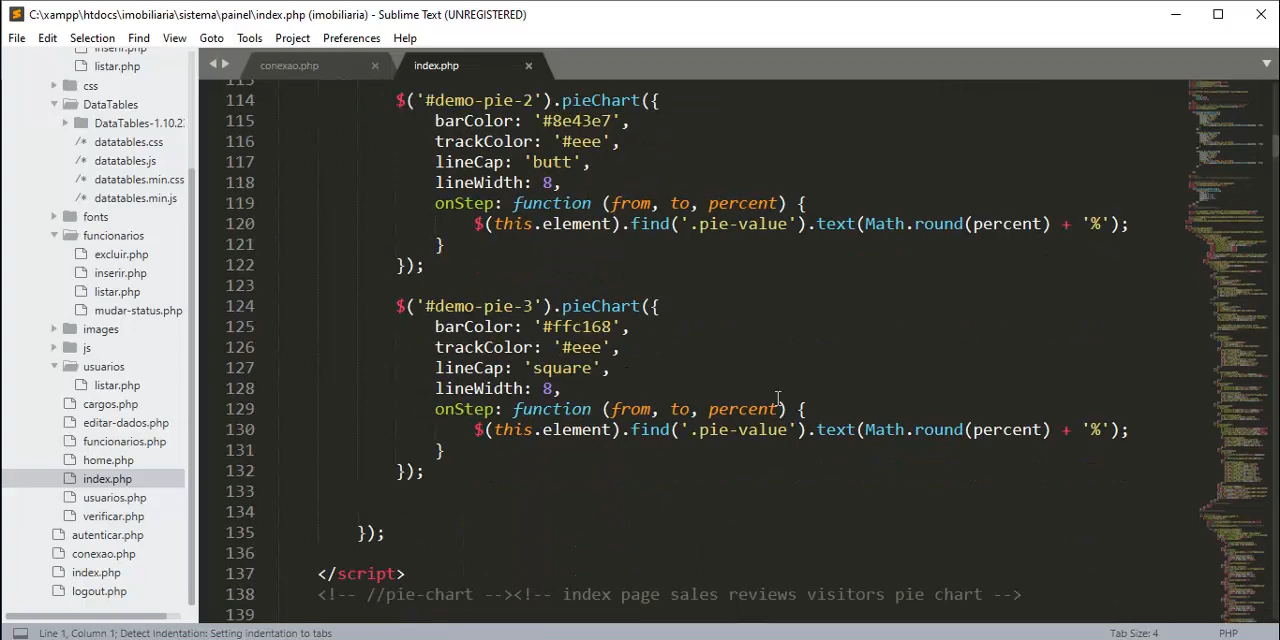 C:\xampp\htdocs\imobiliaria\sistema\painel\index.php (imobiliaria) - Sublime Text (UNREGISTERED)
File Edit Selection Find View Goto Tools Project Preferences Help
inserir.php
listar.php
css
DataTables
DataTables-1.10.2
datatables.css
datatables.js
datatables.min.css
datatables.min.js
fonts
funcionarios
excluir.php
inserir.php
listar.php
mudar-status.php
images
js
usuarios
listar.php
cargos.php
editar-dados.php
funcionarios.php
home.php
index.php
usuarios.php
verificar.php
autenticar.php
conexao.php
index.php
logout.php
conexao.php × index.php ×
113
114 $('#demo-pie-2').pieChart({
115 barColor: '#8e43e7',
116 trackColor: '#eee',
117 lineCap: 'butt',
118 lineWidth: 8,
119 onStep: function (from, to, percent) {
120 $(this.element).find('.pie-value').text(Math.round(percent) + '%');
121 }
122 });
123
124 $('#demo-pie-3').pieChart({
125 barColor: '#ffc168',
126 trackColor: '#eee',
127 lineCap: 'square',
128 lineWidth: 8,
129 onStep: function (from, to, percent) {
130 $(this.element).find('.pie-value').text(Math.round(percent) + '%');
131 }
132 });
133
134
135 });
136
137 </script>
138 <!-- //pie-chart --><!-- index page sales reviews visitors pie chart -->
139
Line 1, Column 1; Detect Indentation: Setting indentation to tabs Tab Size: 4 PHP